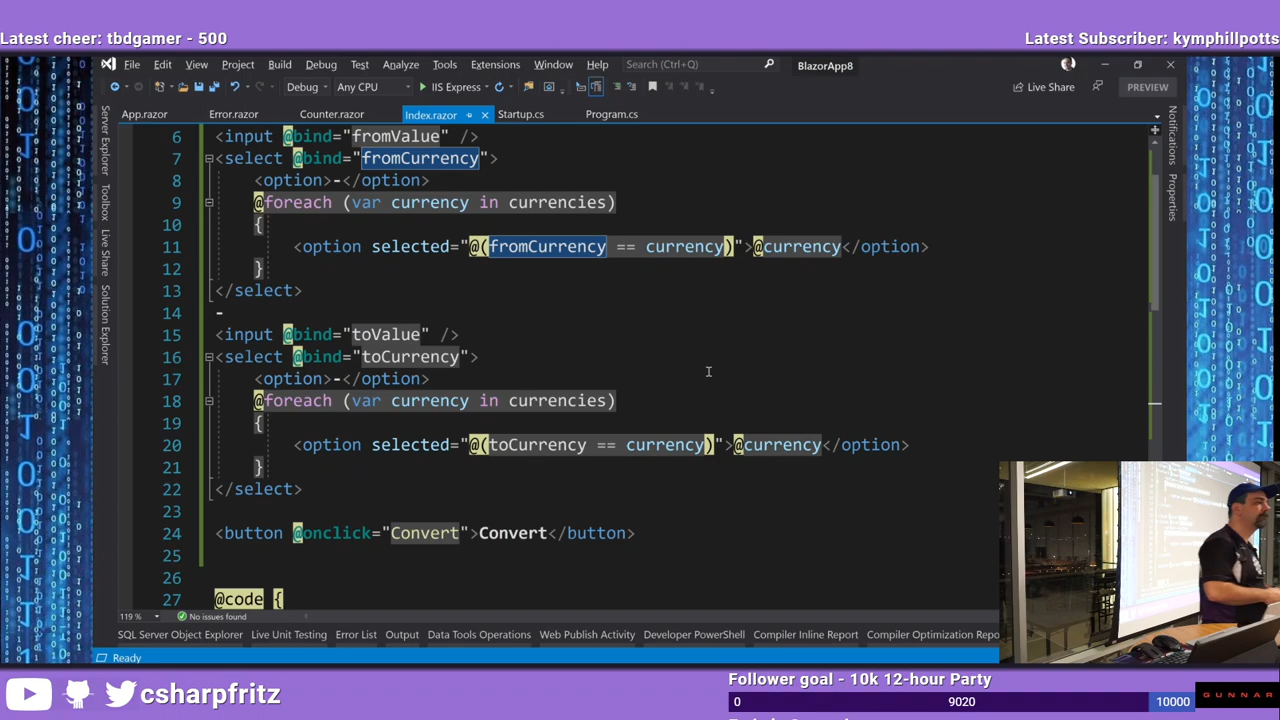 Latest cheer: tbdgamer - 500
Latest Subscriber: kymphillpotts
File Edit View Project Build Debug Test Analyze Tools Extensions Window Help Search (Ctrl+Q) BlazorApp8
Debug Any CPU IIS Express Live Share PREVIEW
App.razor Error.razor Counter.razor Index.razor Startup.cs Program.cs
Server Explorer
Toolbox
Live Share
Solution Explorer
Notifications
Properties
6 <input @bind="fromValue" />
7 <select @bind="fromCurrency">
8 <option>-</option>
9 @foreach (var currency in currencies)
10 {
11 <option selected="@(fromCurrency == currency)">@currency</option>
12 }
13 </select>
14 -
15 <input @bind="toValue" />
16 <select @bind="toCurrency">
17 <option>-</option>
18 @foreach (var currency in currencies)
19 {
20 <option selected="@(toCurrency == currency)">@currency</option>
21 }
22 </select>
23
24 <button @onclick="Convert">Convert</button>
25
26
27 @code {
119 % No issues found
SQL Server Object Explorer Live Unit Testing Error List Output Data Tools Operations Web Publish Activity Developer PowerShell Compiler Inline Report Compiler Optimization Repo
Ready
csharpfritz
Follower goal - 10k 12-hour Party
0 9020 10000
GUNNAR